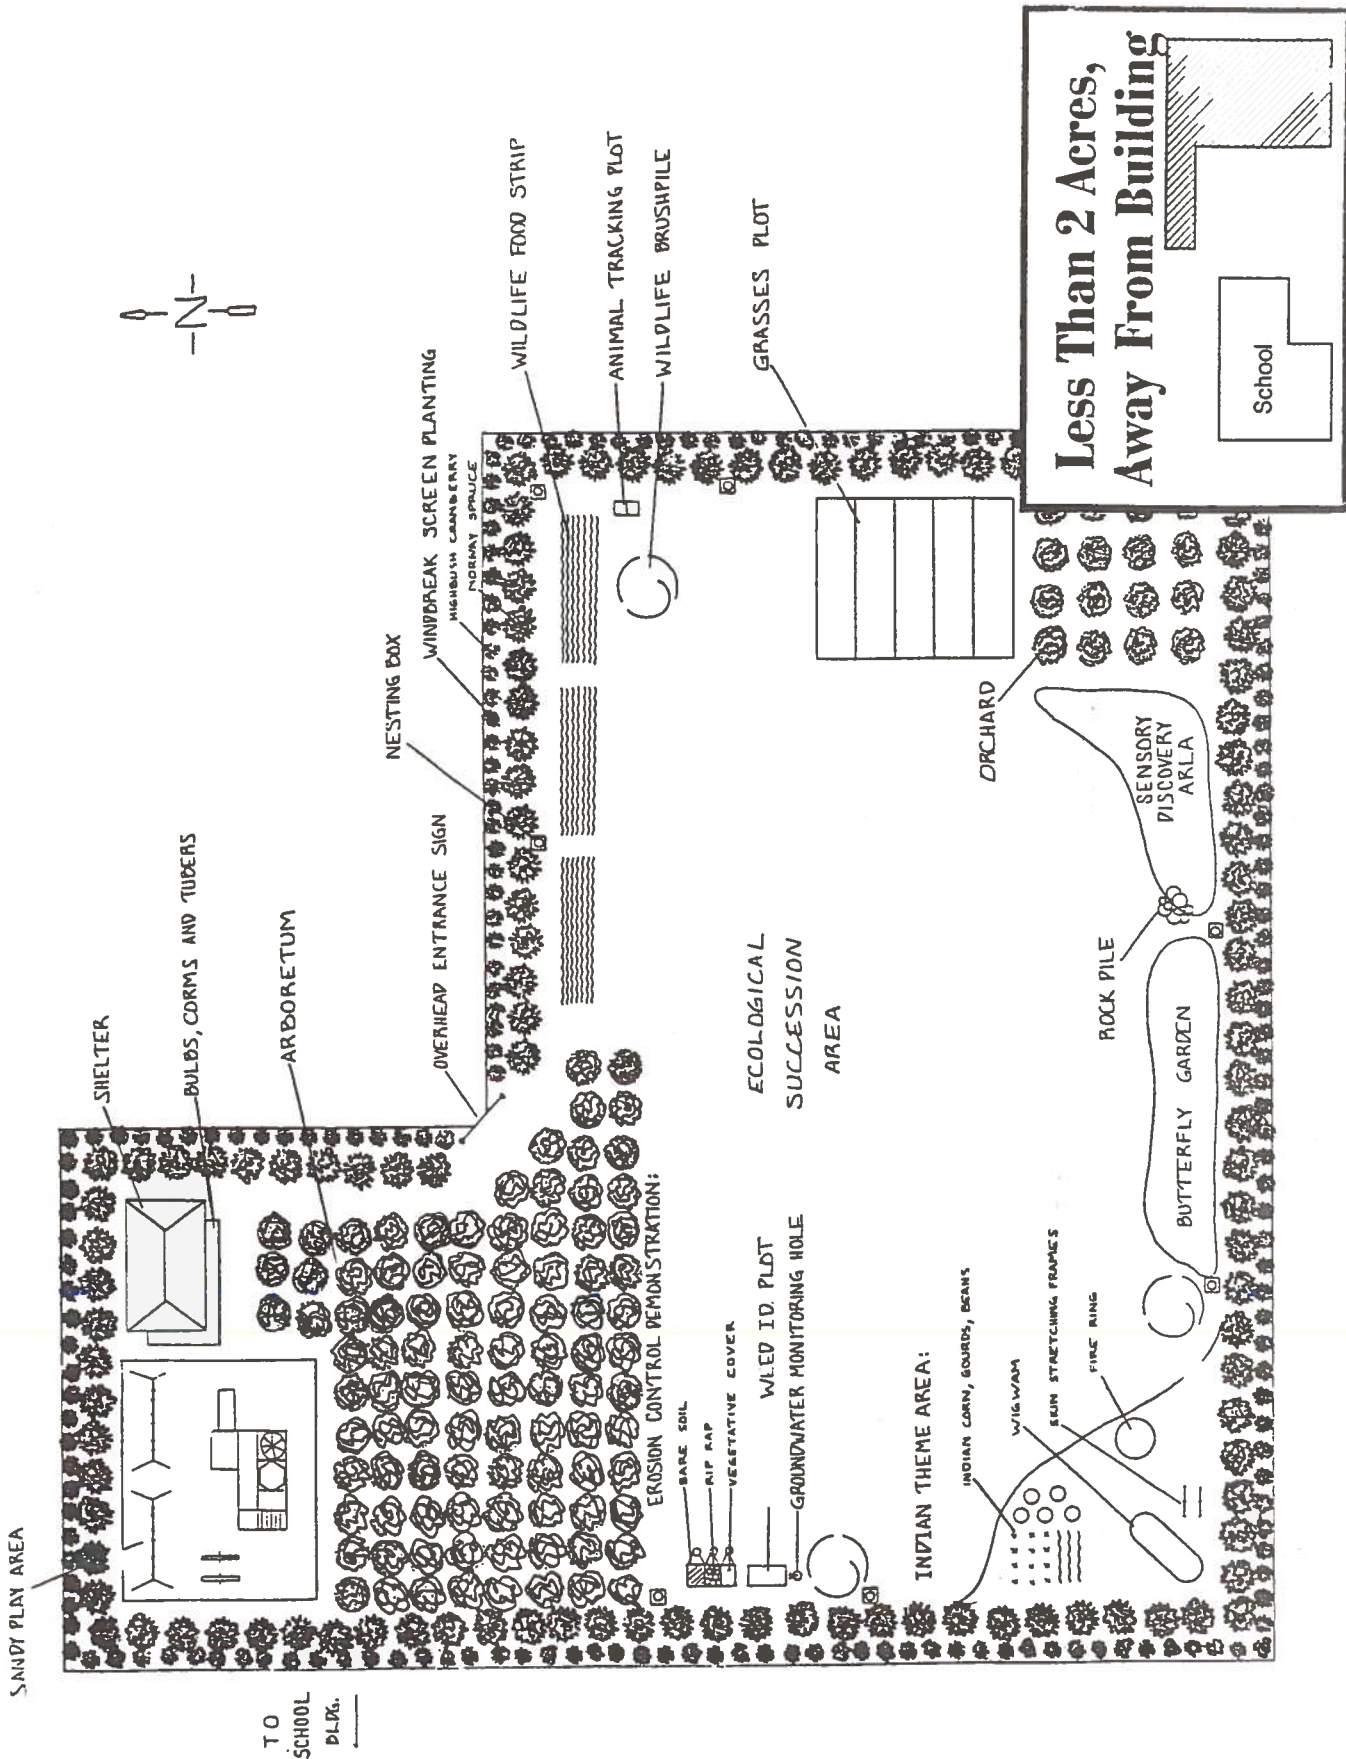 Less Than 2 Acres,
Away From Building
School
SANDY PLAY AREA
SHELTER
BULBS, CORMS AND TUBERS
ARBORETUM
OVERHEAD ENTRANCE SIGN
NESTING BOX
WINDBREAK SCREEN PLANTING
HIGHBUSH CRANBERRY
NORWAY SPRUCE
WILDLIFE FOOD STRIP
ANIMAL TRACKING PLOT
WILDLIFE BRUSHPILE
GRASSES PLOT
N
TO
SCHOOL
BLDG.
EROSION CONTROL DEMONSTRATION:
BARE SOIL
RIP RAP
VEGETATIVE COVER
WEED I.D. PLOT
GROUNDWATER MONITORING HOLE
ECOLOGICAL
SUCCESSION
AREA
INDIAN THEME AREA:
INDIAN CORN, GOURDS, BEANS
WIGWAM
SKIN STRETCHING FRAMES
FIRE RING
ORCHARD
ROCK PILE
BUTTERFLY GARDEN
SENSORY
DISCOVERY
ARLA